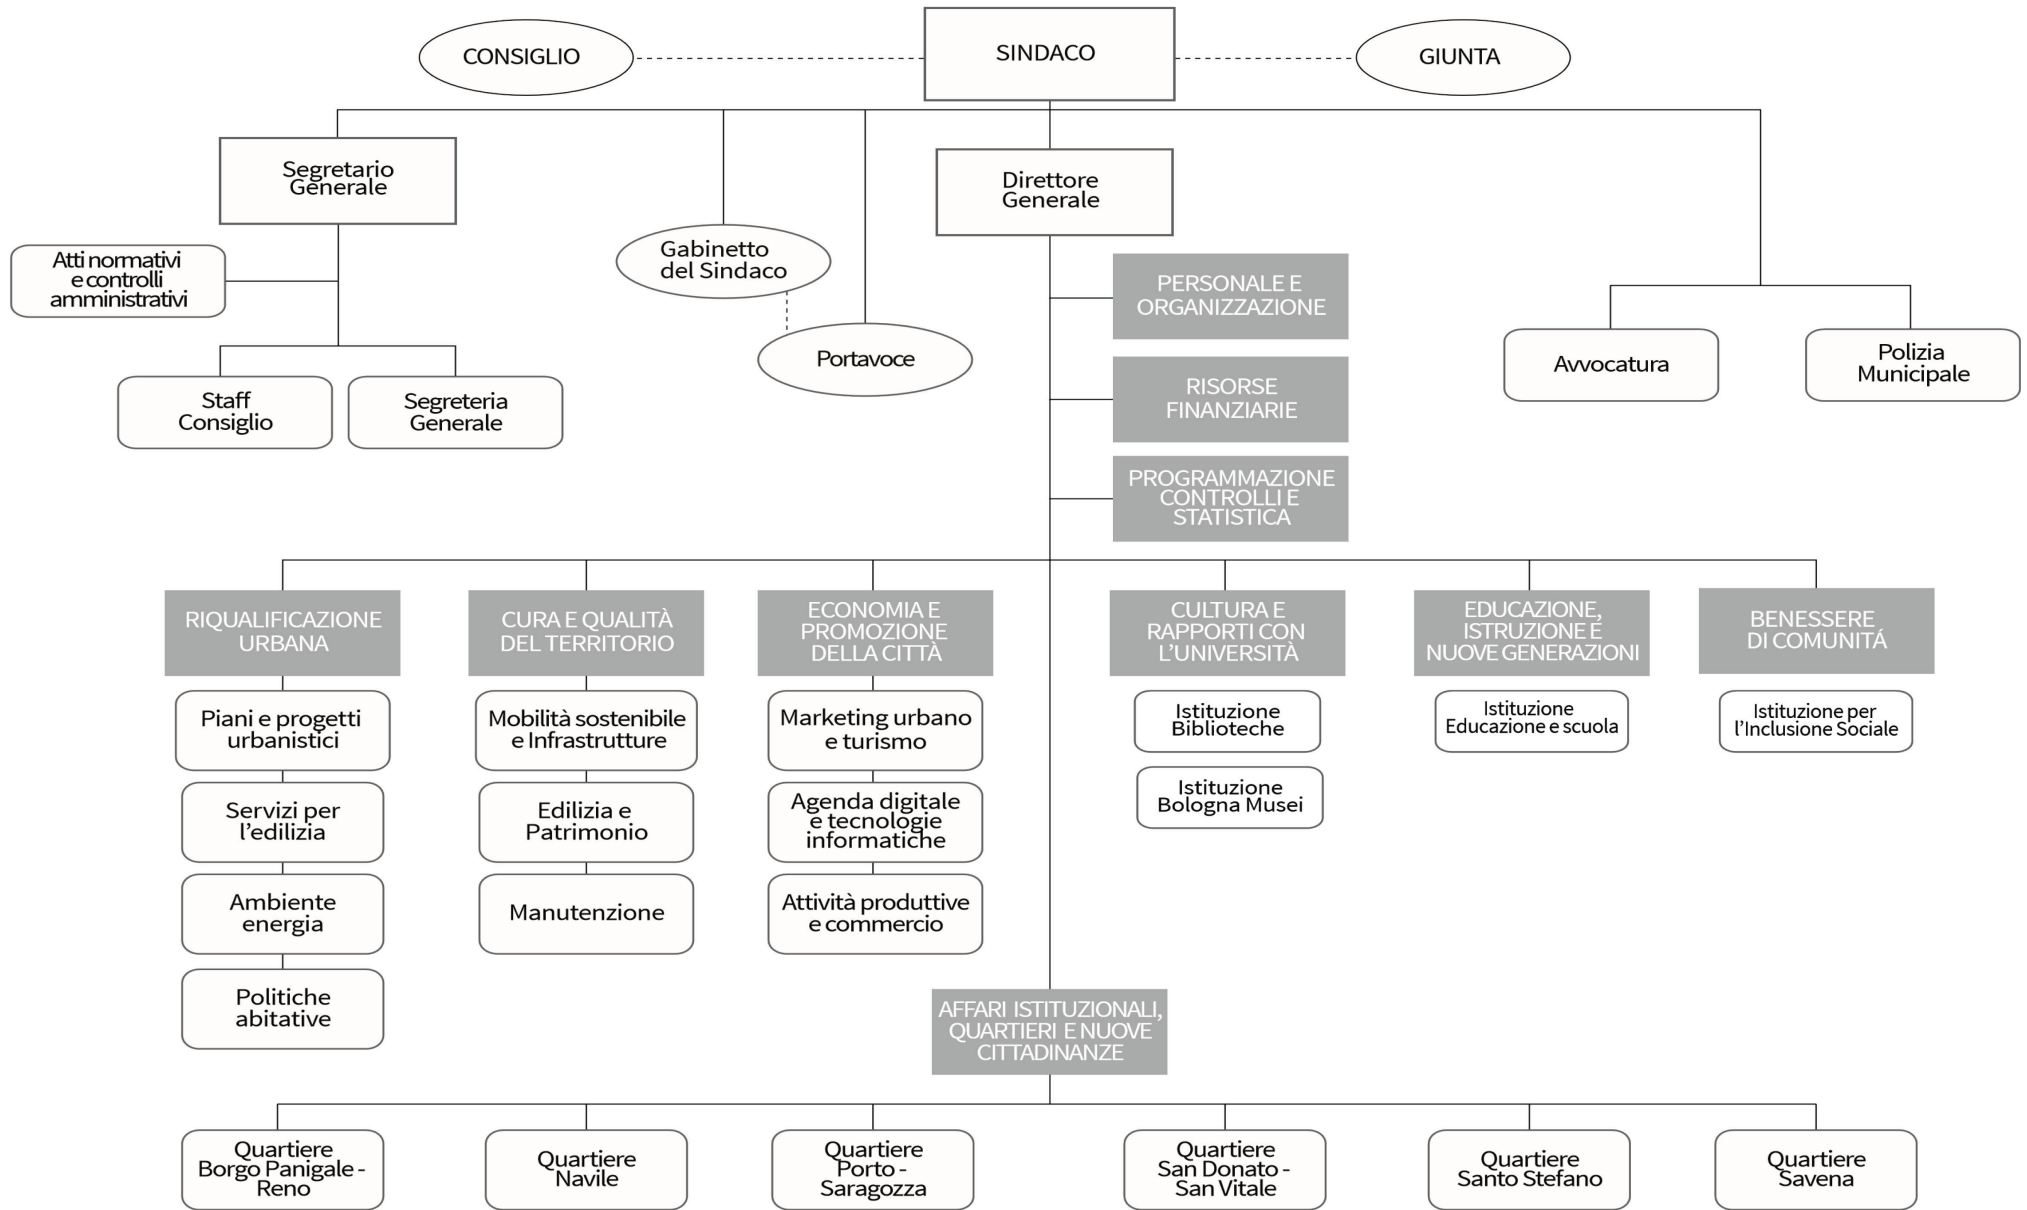 CONSIGLIO
SINDACO
GIUNTA
Segretario
Generale
Direttore
Generale
Atti normativi
e controlli
amministrativi
Gabinetto
del Sindaco
Portavoce
PERSONALE E
ORGANIZZAZIONE
RISORSE
FINANZIARIE
PROGRAMMAZIONE
CONTROLLI E
STATISTICA
Avvocatura
Polizia
Municipale
Staff
Consiglio
Segreteria
Generale
RIQUALIFICAZIONE
URBANA
CURA E QUALITÀ
DEL TERRITORIO
ECONOMIA E
PROMOZIONE
DELLA CITTÀ
CULTURA E
RAPPORTI CON
L’UNIVERSITÀ
EDUCAZIONE,
ISTRUZIONE E
NUOVE GENERAZIONI
BENESSERE
DI COMUNITÁ
Piani e progetti
urbanistici
Mobilità sostenibile
e Infrastrutture
Marketing urbano
e turismo
Istituzione
Biblioteche
Istituzione
Educazione e scuola
Istituzione per
l’Inclusione Sociale
Servizi per
l’edilizia
Edilizia e
Patrimonio
Agenda digitale
e tecnologie
informatiche
Istituzione
Bologna Musei
Ambiente
energia
Manutenzione
Attività produttive
e commercio
Politiche
abitative
AFFARI ISTITUZIONALI,
QUARTIERI E NUOVE
CITTADINANZE
Quartiere
Borgo Panigale -
Reno
Quartiere
Navile
Quartiere
Porto -
Saragozza
Quartiere
San Donato -
San Vitale
Quartiere
Santo Stefano
Quartiere
Savena